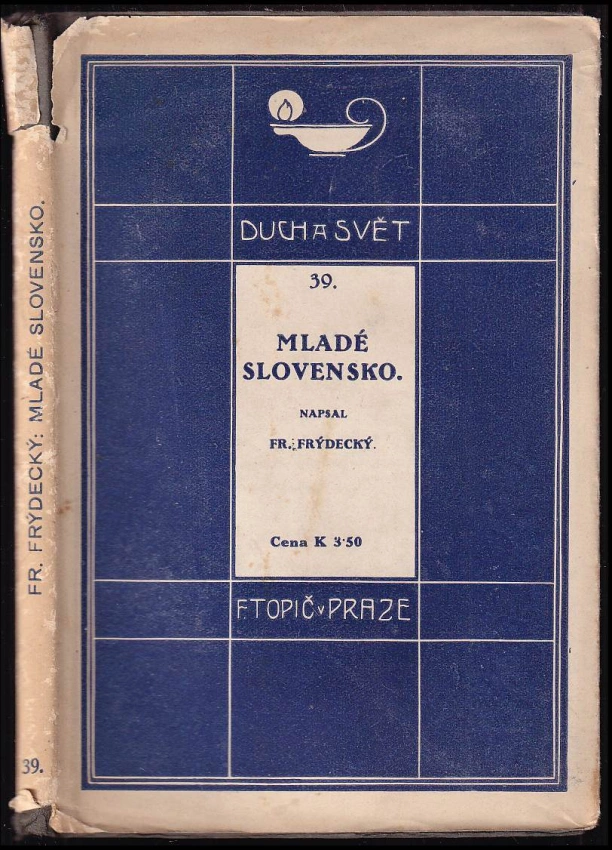 FR. FRÝDECKÝ: MLADÉ SLOVENSKO.
39.
DUCH A SVĚT
39.
MLADÉ
SLOVENSKO.
NAPSAL
FR. FRÝDECKÝ.
Cena K 3·50
F. TOPIČ V PRAZE